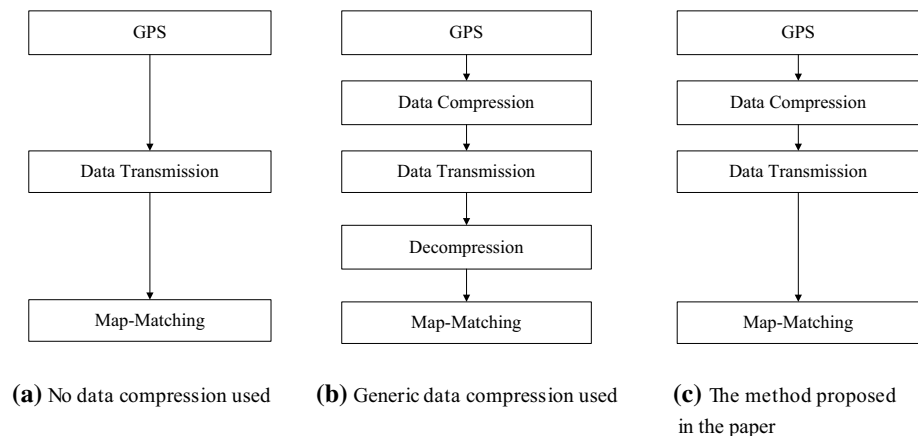 GPS
Data Transmission
Map-Matching
(a) No data compression used
GPS
Data Compression
Data Transmission
Decompression
Map-Matching
(b) Generic data compression used
GPS
Data Compression
Data Transmission
Map-Matching
(c) The method proposed
in the paper